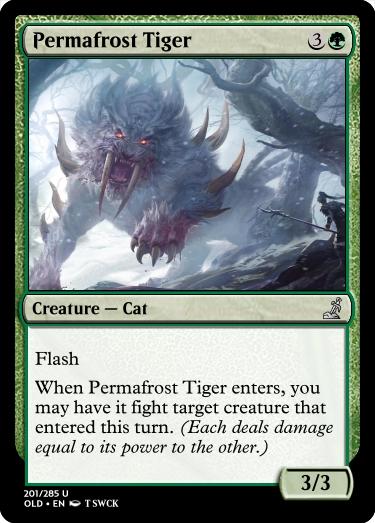 Permafrost Tiger 3
Creature — Cat
Flash
When Permafrost Tiger enters, you
may have it fight target creature that
entered this turn. (Each deals damage
equal to its power to the other.)
3/3
201/285 U
OLD • EN T SWCK